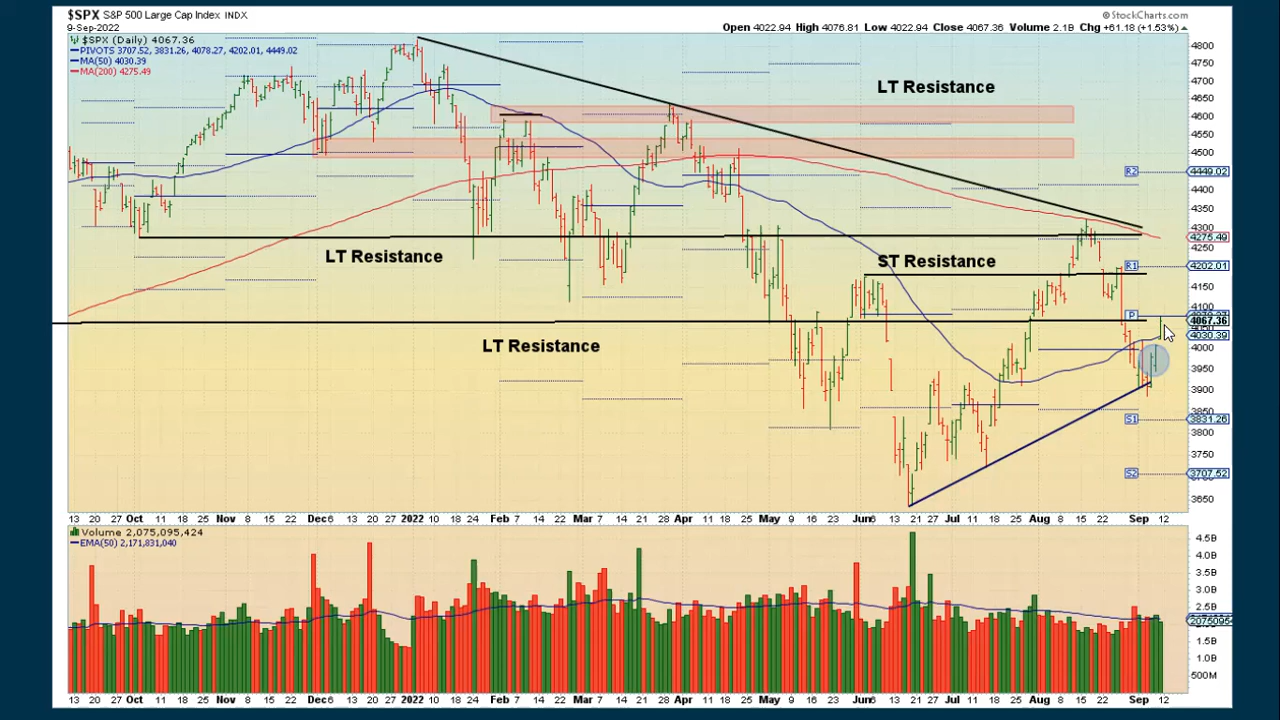 $SPX S&P 500 Large Cap Index INDX
© StockCharts.com
9-Sep-2022
Open 4022.94 High 4076.81 Low 4022.94 Close 4067.36 Volume 2.1B Chg +61.18 (+1.53%)
$SPX (Daily) 4067.36
PIVOTS 3707.52, 3831.26, 4078.27, 4202.01, 4449.02
MA(50) 4030.39
MA(200) 4275.49
4800
4750
4700
LT Resistance
4650
4600
4550
4500
R2 4449.02
4400
4350
4300
4275.49
4250
LT Resistance
ST Resistance
R1 4202.01
4150
4100
P
4067.36
4030.39
LT Resistance
4000
3950
3900
3850
S1 3831.26
3800
3750
S2 3707.52
3650
13 20 27 Oct 11 18 25 Nov 8 15 22 Dec 6 13 20 27 2022 10 18 24 Feb 7 14 22 Mar 7 14 21 28 Apr 11 18 25 May 9 16 23 Jun 6 13 21 27 Jul 11 18 25 Aug 8 15 22 Sep 12
Volume 2,075,095,424
EMA(50) 2,171,831,040
4.5B
4.0B
3.5B
3.0B
2.5B
2075095
1.5B
1.0B
500M
13 20 27 Oct 11 18 25 Nov 8 15 22 Dec 6 13 20 27 2022 10 18 24 Feb 7 14 22 Mar 7 14 21 28 Apr 11 18 25 May 9 16 23 Jun 6 13 21 27 Jul 11 18 25 Aug 8 15 22 Sep 12